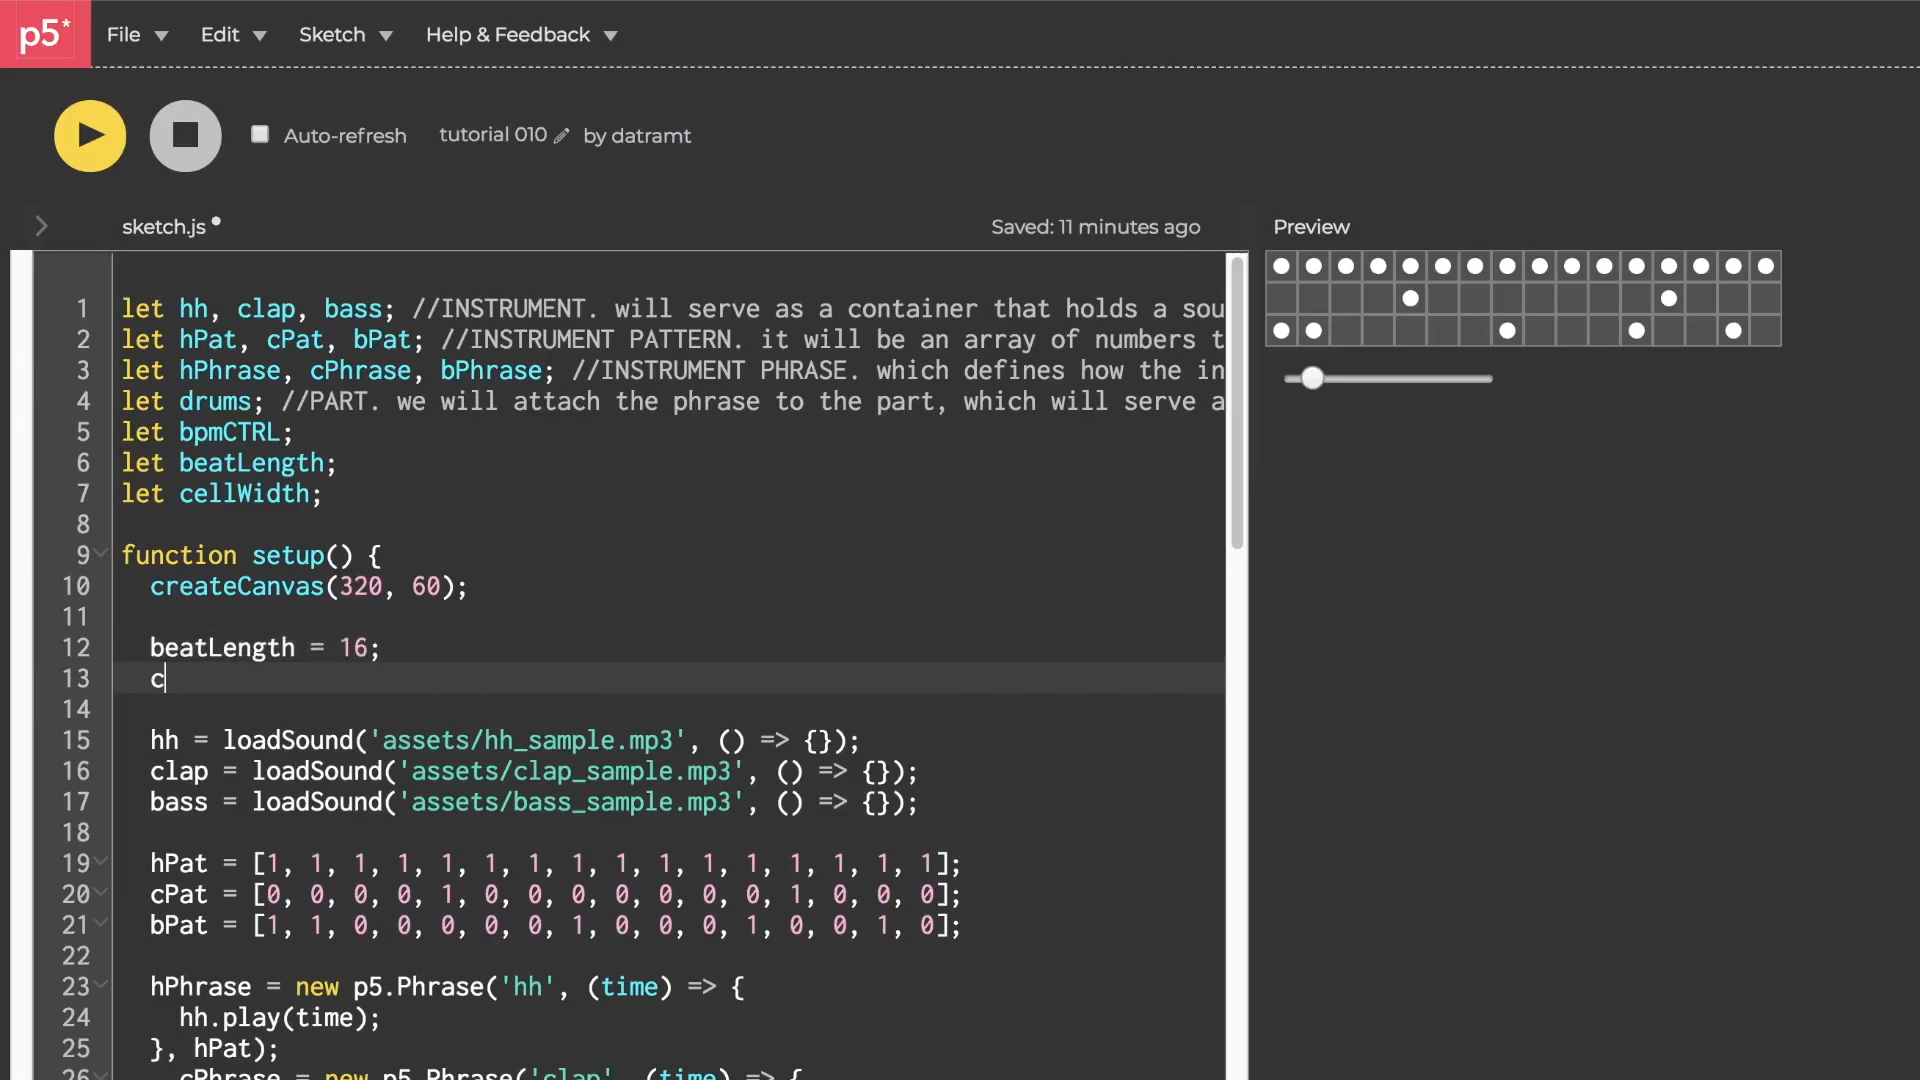 p5* File Edit Sketch Help & Feedback
Auto-refresh tutorial 010 by datramt
sketch.js Saved: 11 minutes ago Preview
1 let hh, clap, bass; //INSTRUMENT. will serve as a container that holds a sou
2 let hPat, cPat, bPat; //INSTRUMENT PATTERN. it will be an array of numbers t
3 let hPhrase, cPhrase, bPhrase; //INSTRUMENT PHRASE. which defines how the in
4 let drums; //PART. we will attach the phrase to the part, which will serve a
5 let bpmCTRL;
6 let beatLength;
7 let cellWidth;
8
9 function setup() {
10 createCanvas(320, 60);
11
12 beatLength = 16;
13 c
14
15 hh = loadSound('assets/hh_sample.mp3', () => {});
16 clap = loadSound('assets/clap_sample.mp3', () => {});
17 bass = loadSound('assets/bass_sample.mp3', () => {});
18
19 hPat = [1, 1, 1, 1, 1, 1, 1, 1, 1, 1, 1, 1, 1, 1, 1, 1];
20 cPat = [0, 0, 0, 0, 1, 0, 0, 0, 0, 0, 0, 0, 1, 0, 0, 0];
21 bPat = [1, 1, 0, 0, 0, 0, 0, 1, 0, 0, 0, 1, 0, 0, 1, 0];
22
23 hPhrase = new p5.Phrase('hh', (time) => {
24 hh.play(time);
25 }, hPat);
26 cPhrase = new p5.Phrase('clap', (time) => {